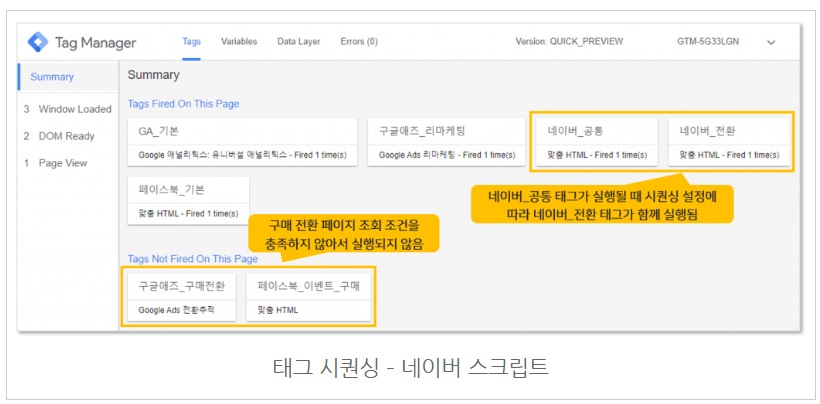 Tag Manager Tags Variables Data Layer Errors (0) Version: QUICK_PREVIEW GTM-5G33LGN
Summary
3 Window Loaded
2 DOM Ready
1 Page View
Summary
Tags Fired On This Page
GA_기본
Google 애널리틱스: 유니버설 애널리틱스 - Fired 1 time(s)
구글애즈_리마케팅
Google Ads 리마케팅 - Fired 1 time(s)
네이버_공통
맞춤 HTML - Fired 1 time(s)
네이버_전환
맞춤 HTML - Fired 1 time(s)
페이스북_기본
맞춤 HTML - Fired 1 time(s)
네이버_공통 태그가 실행될 때 시퀀싱 설정에
따라 네이버_전환 태그가 함께 실행됨
구매 전환 페이지 조회 조건을
충족하지 않아서 실행되지 않음
Tags Not Fired On This Page
구글애즈_구매전환
Google Ads 전환추적
페이스북_이벤트_구매
맞춤 HTML
태그 시퀀싱 - 네이버 스크립트